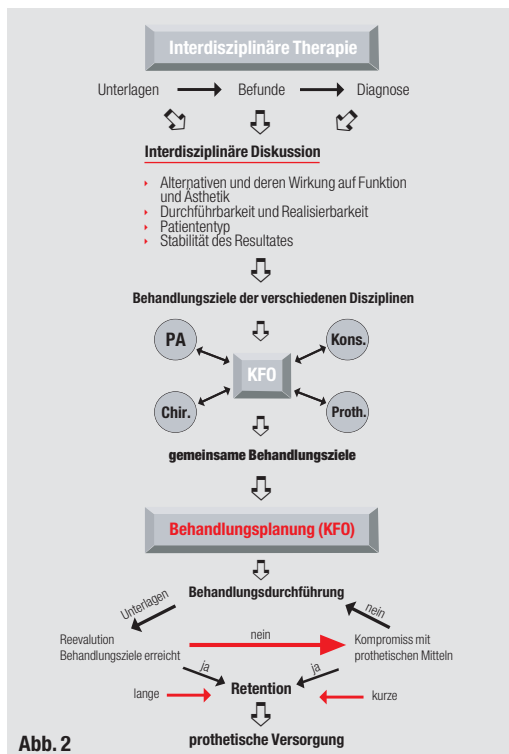 Interdisziplinäre Therapie
Unterlagen Befunde Diagnose
Interdisziplinäre Diskussion
Alternativen und deren Wirkung auf Funktion
und Ästhetik
Durchführbarkeit und Realisierbarkeit
Patiententyp
Stabilität des Resultates
Behandlungsziele der verschiedenen Disziplinen
PA Kons.
KFO
Chir. Proth.
gemeinsame Behandlungsziele
Behandlungsplanung (KFO)
Behandlungsdurchführung
Unterlagen nein
Reevalution nein Kompromiss mit
Behandlungsziele erreicht prothetischen Mitteln
ja ja
lange Retention kurze
Abb. 2 prothetische Versorgung